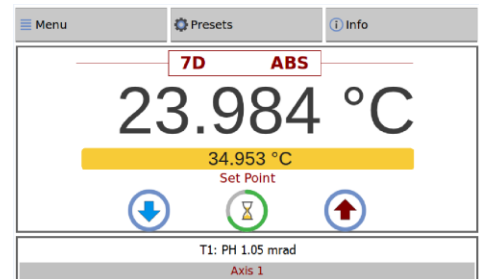 Menu Presets Info
7D ABS
23.984 °C
34.953 °C
Set Point
T1: PH 1.05 mrad
Axis 1